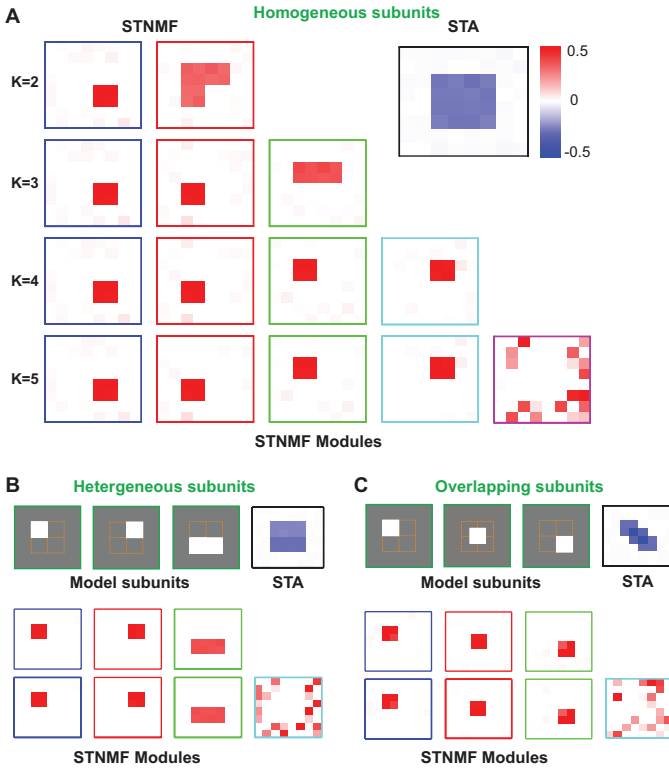 Homogeneous subunits
A
STNMF
STA
K=2
0.5
0
-0.5
K=3
K=4
K=5
STNMF Modules
B
Hetergeneous subunits
Model subunits
STA
STNMF Modules
C
Overlapping subunits
Model subunits
STA
STNMF Modules